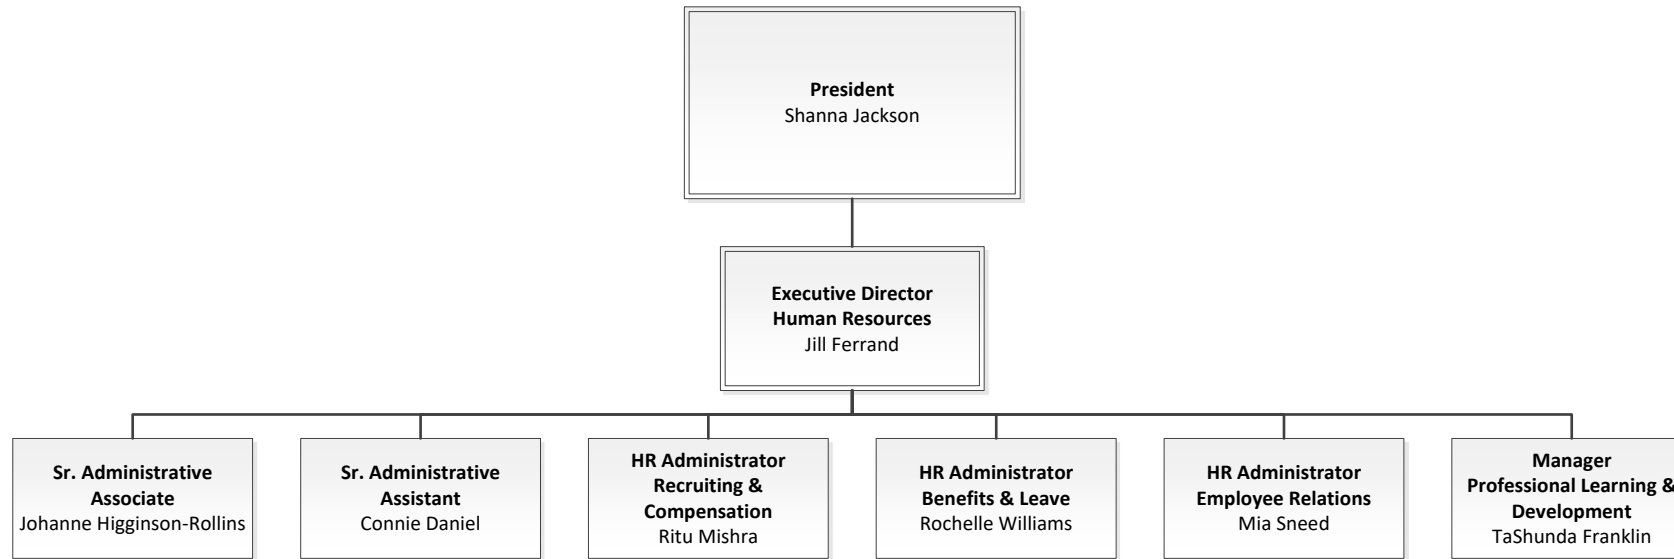 President
Shanna Jackson
Executive Director
Human Resources
Jill Ferrand
Sr. Administrative
Associate
Johanne Higginson-Rollins
Sr. Administrative
Assistant
Connie Daniel
HR Administrator
Recruiting &
Compensation
Ritu Mishra
HR Administrator
Benefits & Leave
Rochelle Williams
HR Administrator
Employee Relations
Mia Sneed
Manager
Professional Learning &
Development
TaShunda Franklin